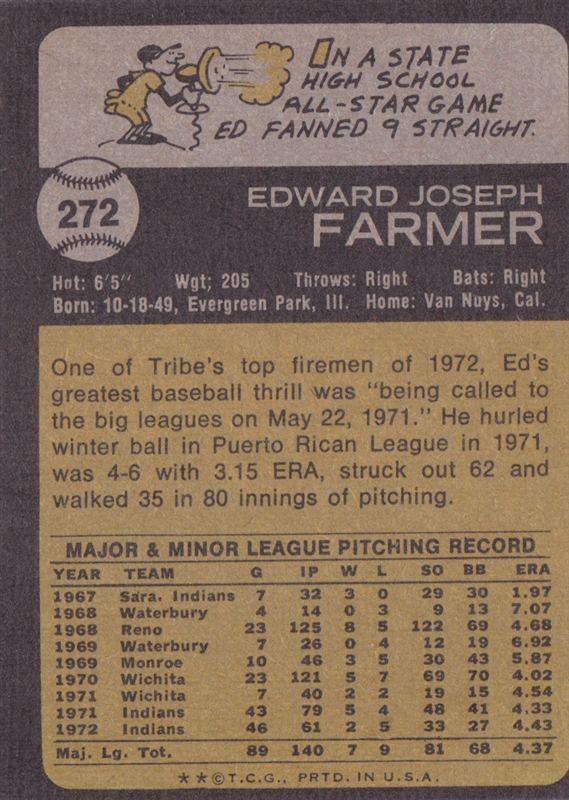 IN A STATE
HIGH SCHOOL
ALL-STAR GAME
ED FANNED 9 STRAIGHT.
272
EDWARD JOSEPH
FARMER
Hgt: 6'5" Wgt; 205 Throws: Right Bats: Right
Born: 10-18-49, Evergreen Park, Ill. Home: Van Nuys, Cal.
One of Tribe's top firemen of 1972, Ed's
greatest baseball thrill was "being called to
the big leagues on May 22, 1971." He hurled
winter ball in Puerto Rican League in 1971,
was 4-6 with 3.15 ERA, struck out 62 and
walked 35 in 80 innings of pitching.
MAJOR & MINOR LEAGUE PITCHING RECORD
YEAR TEAM G IP W L SO BB ERA
1967 Sara. Indians 7 32 3 0 29 30 1.97
1968 Waterbury 4 14 0 3 9 13 7.07
1968 Reno 23 125 8 5 122 69 4.68
1969 Waterbury 7 26 0 4 12 19 6.92
1969 Monroe 10 46 3 5 30 43 5.87
1970 Wichita 23 121 5 7 69 70 4.02
1971 Wichita 7 40 2 2 19 15 4.54
1971 Indians 43 79 5 4 48 41 4.33
1972 Indians 46 61 2 5 33 27 4.43
Maj. Lg. Tot. 89 140 7 9 81 68 4.37
**©T.C.G., PRTD. IN U.S.A.